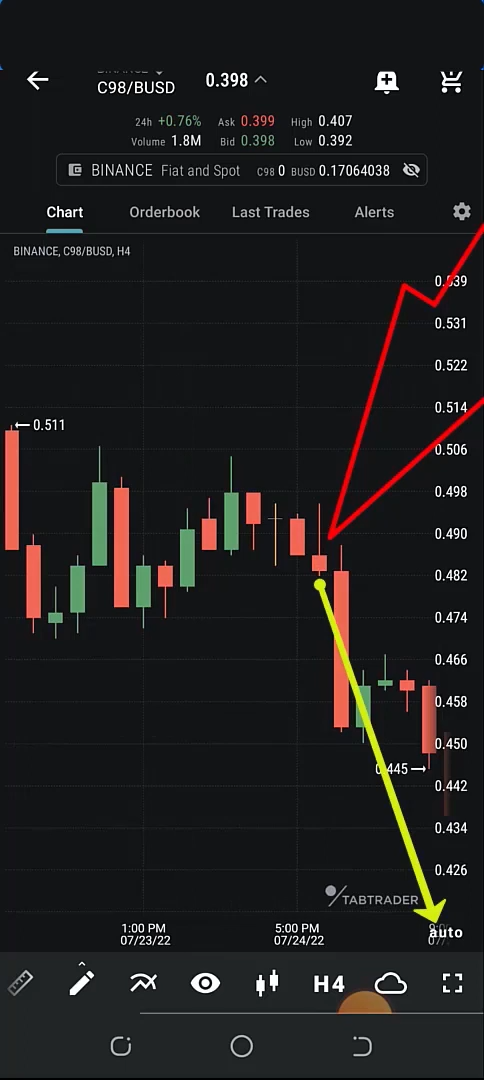 C98/BUSD
0.398
24h +0.76% Ask 0.399 High 0.407
Volume 1.8M Bid 0.398 Low 0.392
BINANCE Fiat and Spot C98 0 BUSD 0.17064038
Chart Orderbook Last Trades Alerts
BINANCE, C98/BUSD, H4
0.531
0.522
0.514
0.511
0.506
0.498
0.490
0.482
0.474
0.466
0.458
0.450
0.442
0.434
0.426
TABTRADER
1:00 PM 5:00 PM
07/23/22 07/24/22
auto
H4